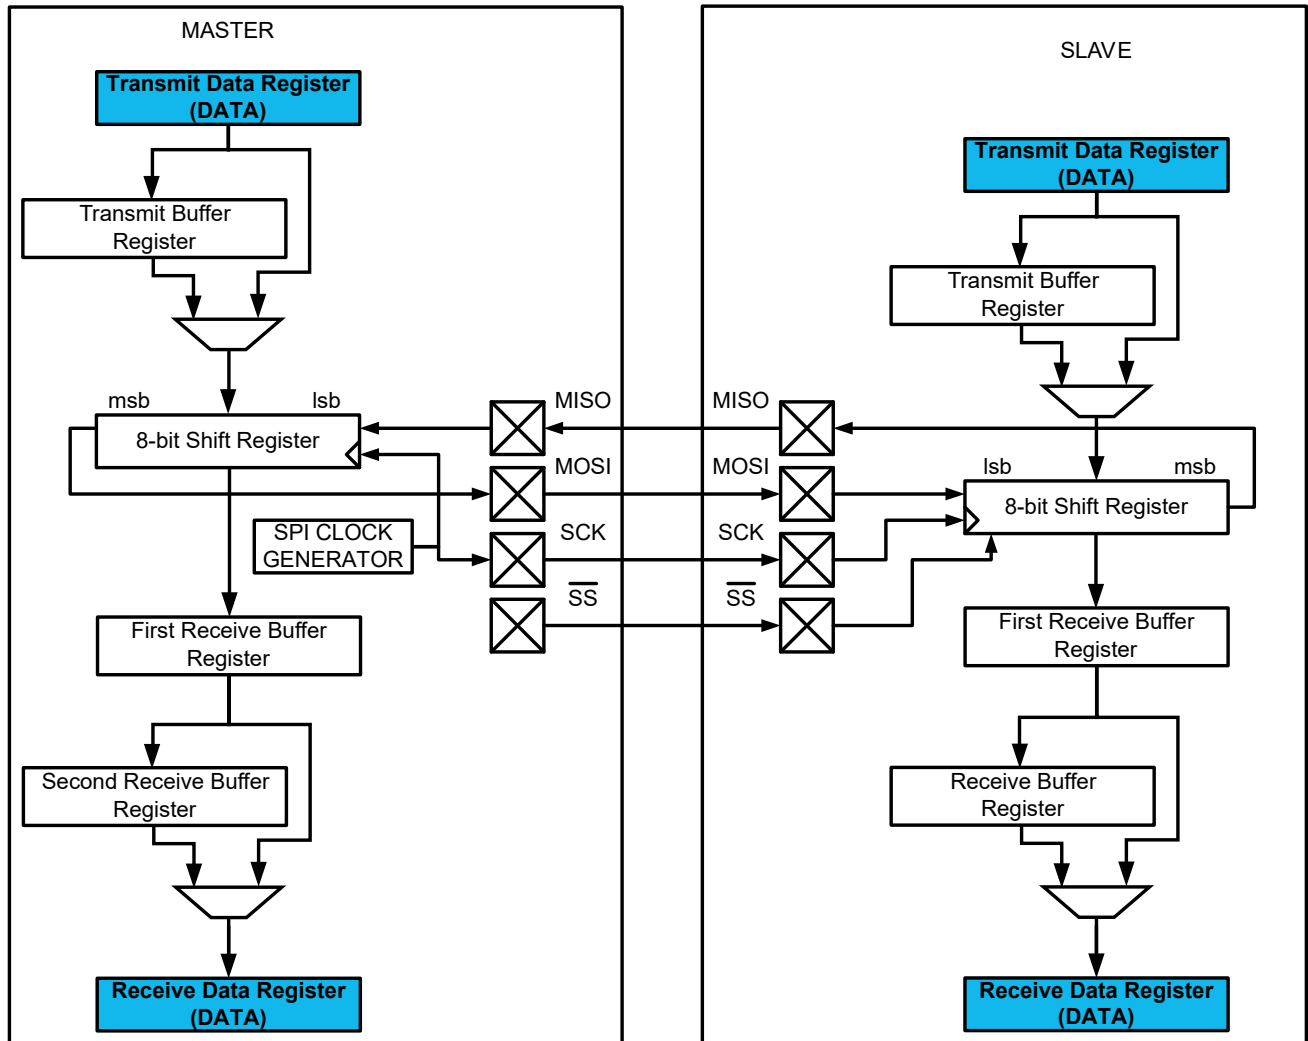 MASTER
Transmit Data Register
(DATA)
Transmit Buffer
Register
msb
lsb
8-bit Shift Register
SPI CLOCK
GENERATOR
First Receive Buffer
Register
Second Receive Buffer
Register
Receive Data Register
(DATA)
MISO
MOSI
SCK
SS
SLAVE
MISO
MOSI
SCK
SS
Transmit Data Register
(DATA)
Transmit Buffer
Register
lsb
msb
8-bit Shift Register
First Receive Buffer
Register
Receive Buffer
Register
Receive Data Register
(DATA)